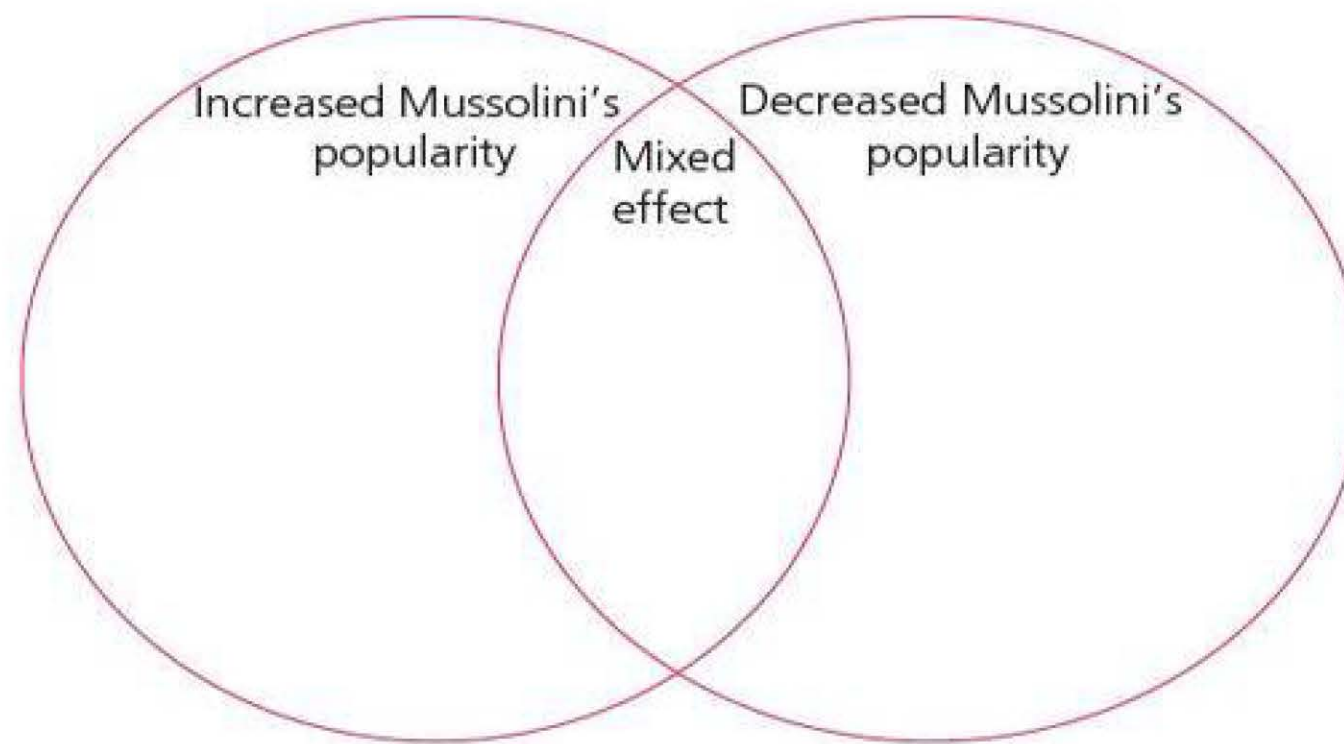 Increased Mussolini's
popularity
Mixed
effect
Decreased Mussolini's
popularity